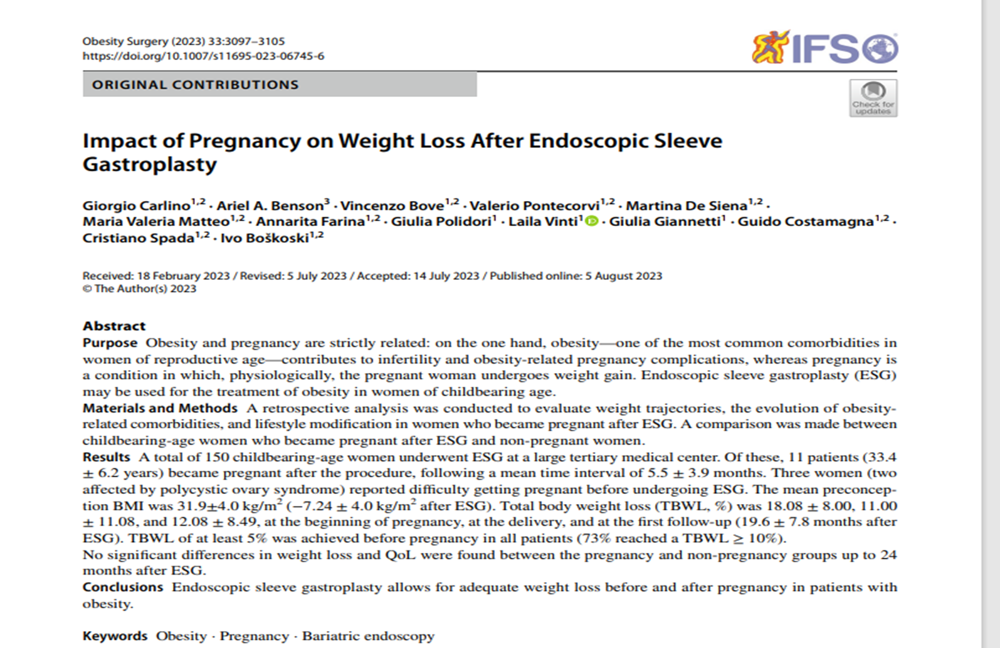 Obesity Surgery (2023) 33:3097–3105
https://doi.org/10.1007/s11695-023-06745-6
IFSO
ORIGINAL CONTRIBUTIONS
Check for
updates
Impact of Pregnancy on Weight Loss After Endoscopic Sleeve
Gastroplasty
Giorgio Carlino1,2 · Ariel A. Benson3 · Vincenzo Bove1,2 · Valerio Pontecorvi1,2 · Martina De Siena1,2 ·
Maria Valeria Matteo1,2 · Annarita Farina1,2 · Giulia Polidori1 · Laila Vinti1 iD · Giulia Giannetti1 · Guido Costamagna1,2 ·
Cristiano Spada1,2 · Ivo Boškoski1,2
Received: 18 February 2023 / Revised: 5 July 2023 / Accepted: 14 July 2023 / Published online: 5 August 2023
© The Author(s) 2023
Abstract
Purpose Obesity and pregnancy are strictly related: on the one hand, obesity—one of the most common comorbidities in
women of reproductive age—contributes to infertility and obesity-related pregnancy complications, whereas pregnancy is
a condition in which, physiologically, the pregnant woman undergoes weight gain. Endoscopic sleeve gastroplasty (ESG)
may be used for the treatment of obesity in women of childbearing age.
Materials and Methods A retrospective analysis was conducted to evaluate weight trajectories, the evolution of obesity-
related comorbidities, and lifestyle modification in women who became pregnant after ESG. A comparison was made between
childbearing-age women who became pregnant after ESG and non-pregnant women.
Results A total of 150 childbearing-age women underwent ESG at a large tertiary medical center. Of these, 11 patients (33.4
± 6.2 years) became pregnant after the procedure, following a mean time interval of 5.5 ± 3.9 months. Three women (two
affected by polycystic ovary syndrome) reported difficulty getting pregnant before undergoing ESG. The mean preconcep-
tion BMI was 31.9±4.0 kg/m2 (−7.24 ± 4.0 kg/m2 after ESG). Total body weight loss (TBWL, %) was 18.08 ± 8.00, 11.00
± 11.08, and 12.08 ± 8.49, at the beginning of pregnancy, at the delivery, and at the first follow-up (19.6 ± 7.8 months after
ESG). TBWL of at least 5% was achieved before pregnancy in all patients (73% reached a TBWL ≥ 10%).
No significant differences in weight loss and QoL were found between the pregnancy and non-pregnancy groups up to 24
months after ESG.
Conclusions Endoscopic sleeve gastroplasty allows for adequate weight loss before and after pregnancy in patients with
obesity.
Keywords Obesity · Pregnancy · Bariatric endoscopy